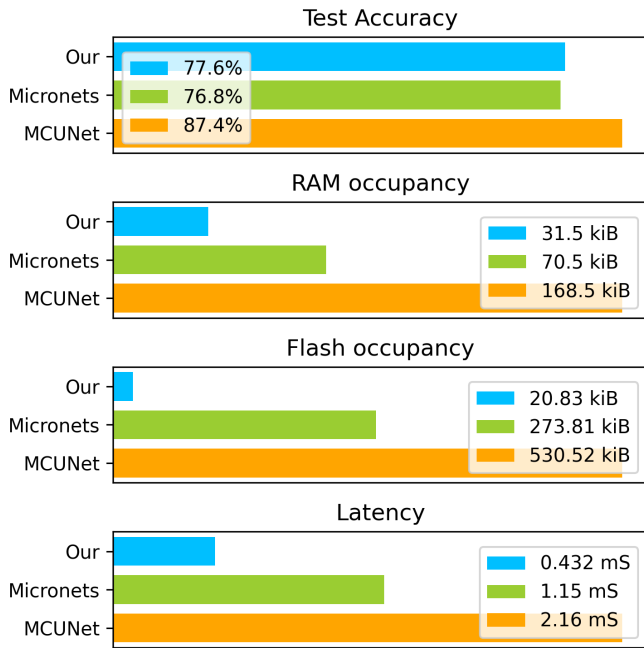 Test Accuracy
Our
Micronets
MCUNet
77.6%
76.8%
87.4%
RAM occupancy
Our
Micronets
MCUNet
31.5 kiB
70.5 kiB
168.5 kiB
Flash occupancy
Our
Micronets
MCUNet
20.83 kiB
273.81 kiB
530.52 kiB
Latency
Our
Micronets
MCUNet
0.432 mS
1.15 mS
2.16 mS